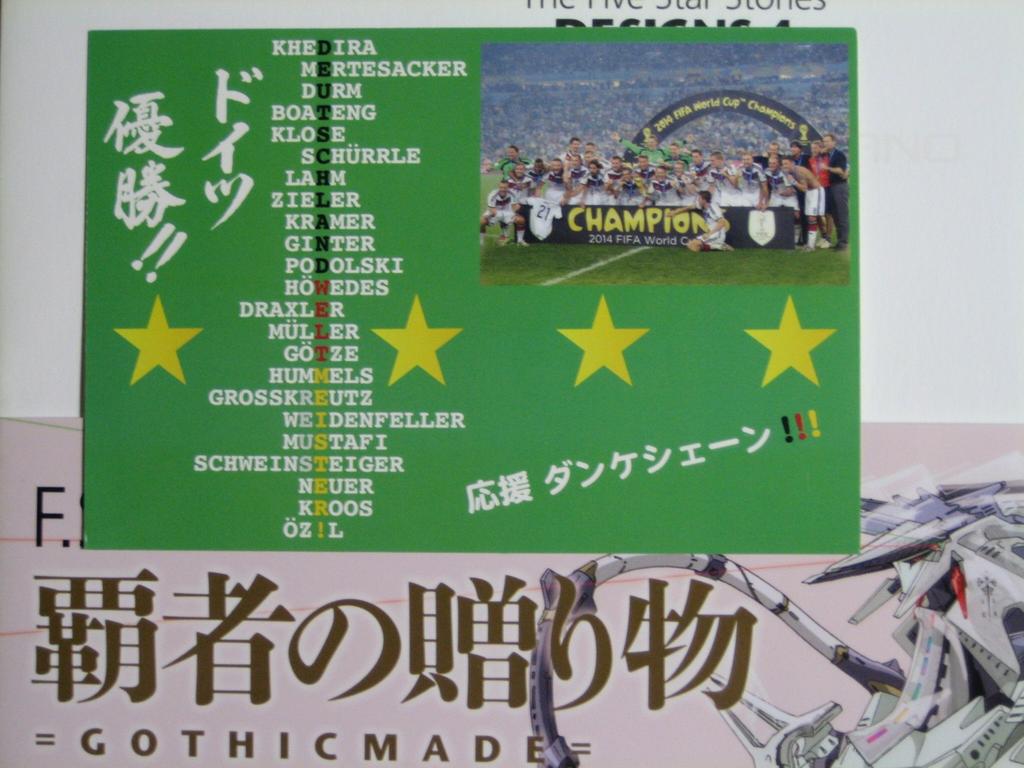 The Five Star Stories
DESIGNS 4
ドイツ
優勝!!
KHEDIRA
MERTESACKER
DURM
BOATENG
KLOSE
SCHÜRRLE
LAHM
ZIELER
KRAMER
GINTER
PODOLSKI
HÖWEDES
DRAXLER
MÜLLER
GÖTZE
HUMMELS
GROSSKREUTZ
WEIDENFELLER
MUSTAFI
SCHWEINSTEIGER
NEUER
KROOS
ÖZ!L
2014 FIFA World Cup™ Champions
21
CHAMPION
2014 FIFA World C
応援 ダンケシェーン!!!
F.
覇者の贈り物
=GOTHICMADE=